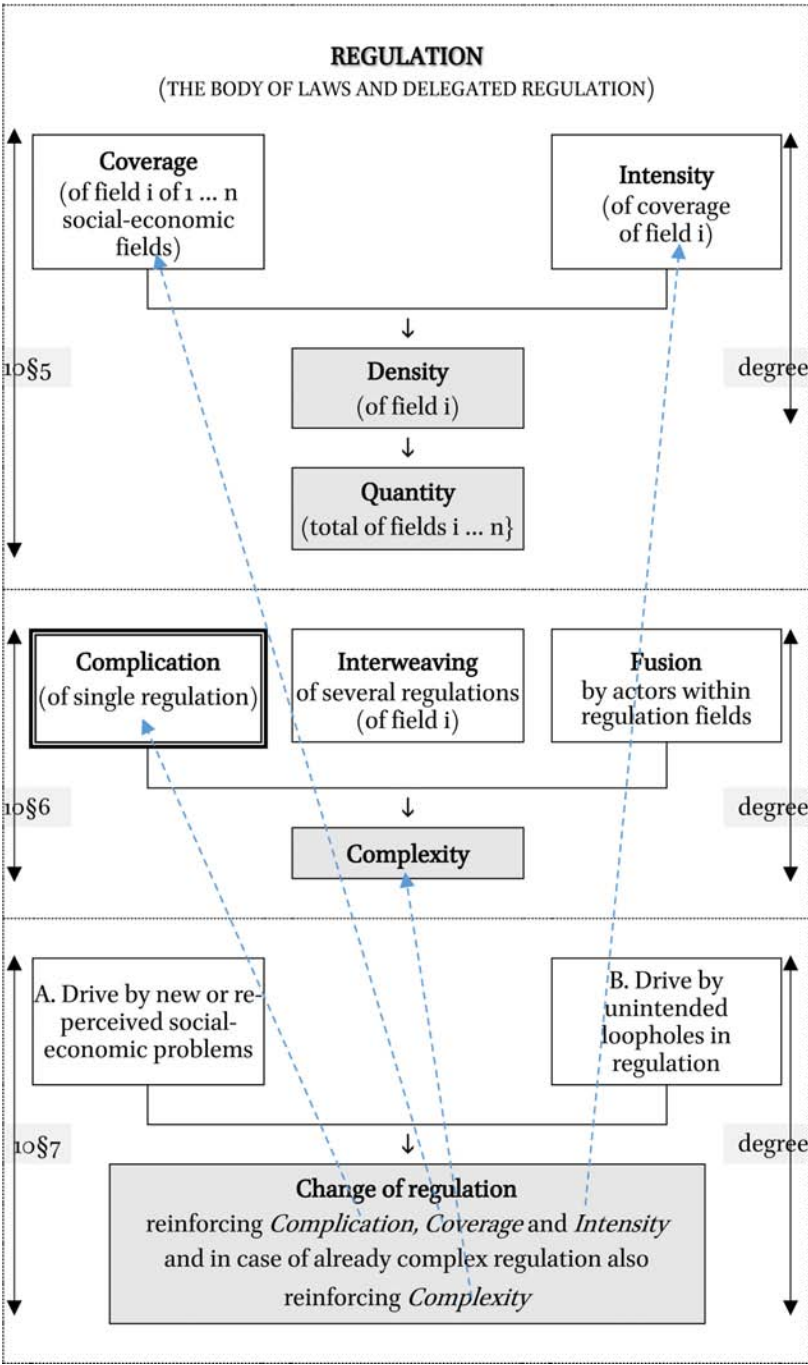 REGULATION
(THE BODY OF LAWS AND DELEGATED REGULATION)
Coverage
(of field i of 1 ... n
social-economic
fields)
Intensity
(of coverage
of field i)
↓
10§5
degree
Density
(of field i)
↓
Quantity
(total of fields i ... n}
Complication
(of single regulation)
Interweaving
of several regulations
(of field i)
Fusion
by actors within
regulation fields
10§6
degree
↓
Complexity
A. Drive by new or re-
perceived social-
economic problems
B. Drive by
unintended
loopholes in
regulation
10§7
degree
↓
Change of regulation
reinforcing Complication, Coverage and Intensity
and in case of already complex regulation also
reinforcing Complexity